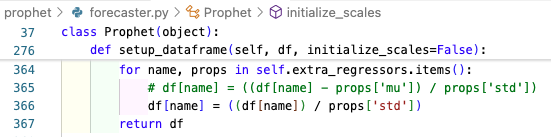 prophet > forecaster.py > Prophet > initialize_scales
37 class Prophet(object):
276 def setup_dataframe(self, df, initialize_scales=False):
364 for name, props in self.extra_regressors.items():
365 # df[name] = ((df[name] - props['mu']) / props['std'])
366 df[name] = ((df[name]) / props['std'])
367 return df